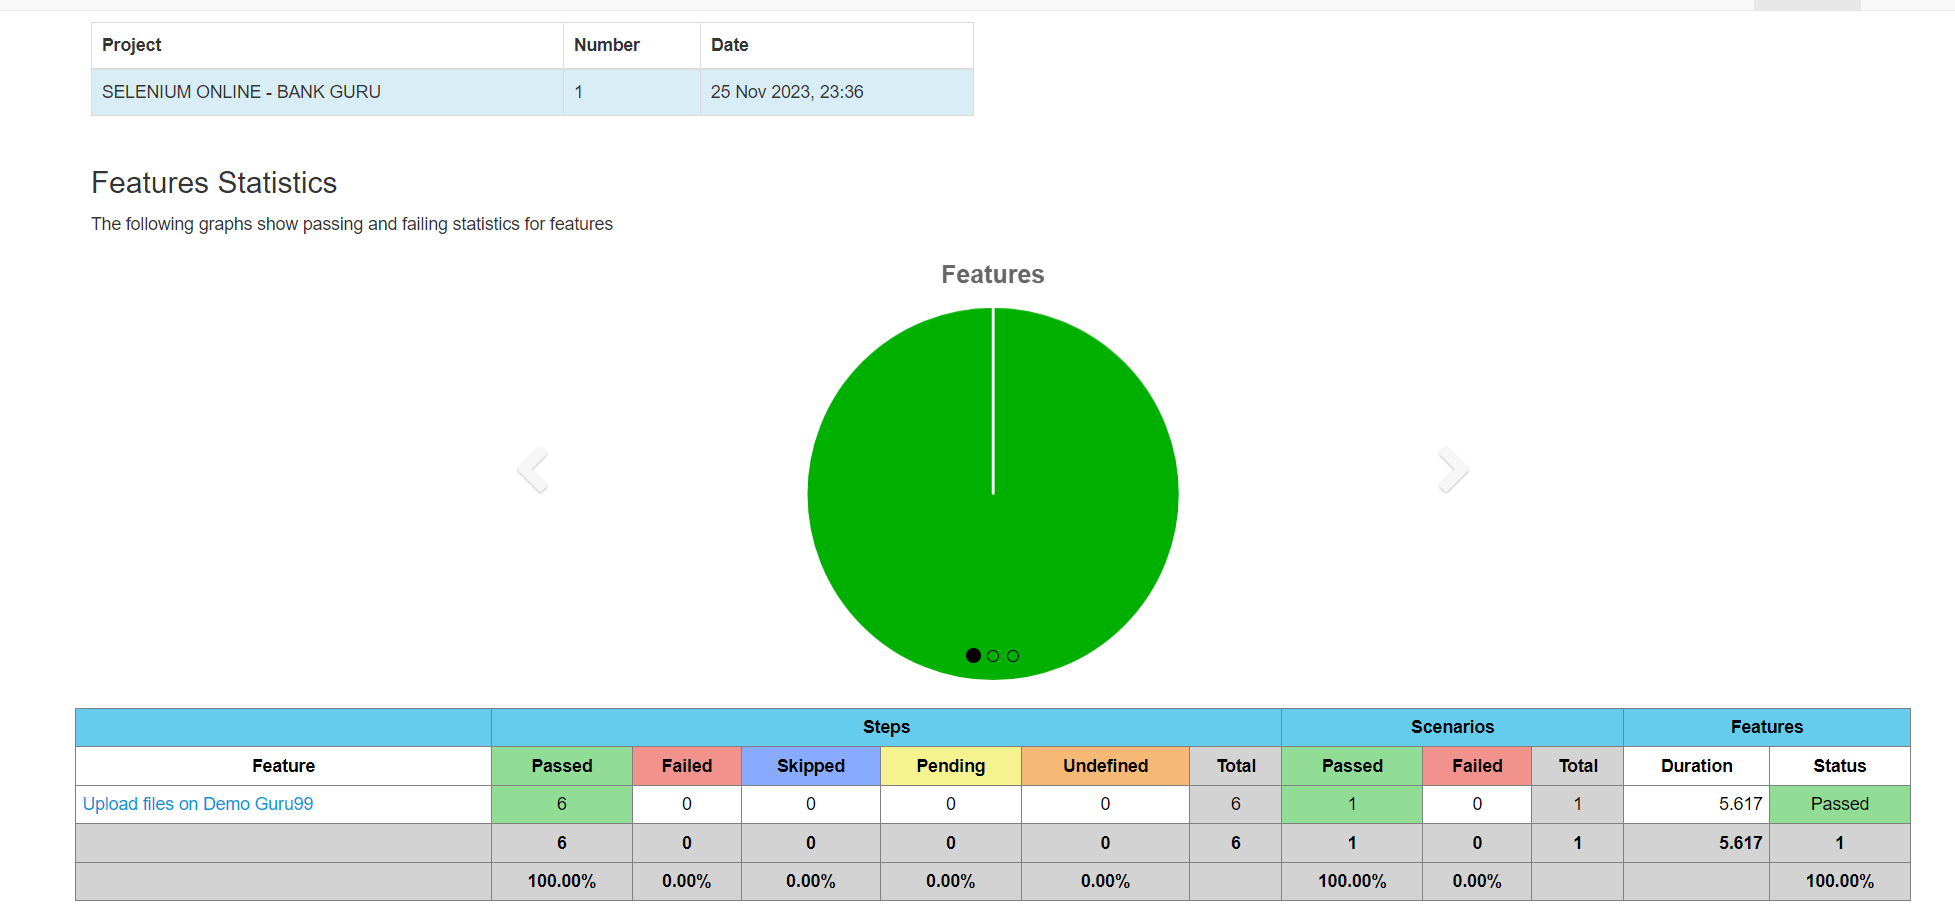 Project Number Date
SELENIUM ONLINE - BANK GURU 1 25 Nov 2023, 23:36
Features Statistics
The following graphs show passing and failing statistics for features
Features
Steps Scenarios Features
Feature Passed Failed Skipped Pending Undefined Total Passed Failed Total Duration Status
Upload files on Demo Guru99 6 0 0 0 0 6 1 0 1 5.617 Passed
6 0 0 0 0 6 1 0 1 5.617 1
100.00% 0.00% 0.00% 0.00% 0.00% 100.00% 0.00% 100.00%